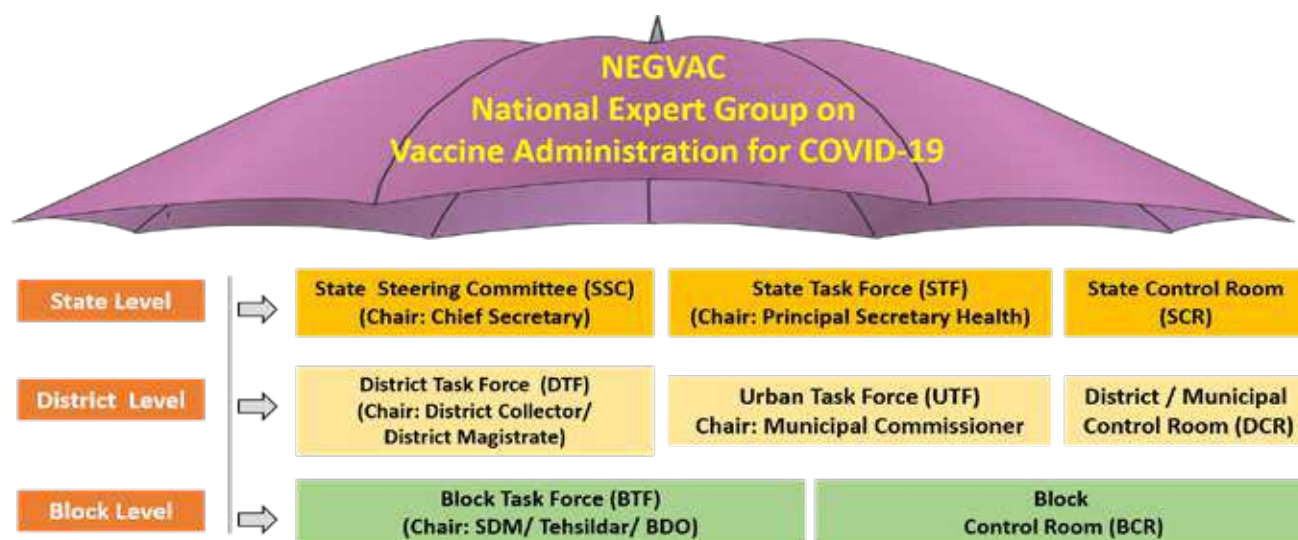 NEGVAC
National Expert Group on
Vaccine Administration for COVID-19
State Level
State Steering Committee (SSC)
(Chair: Chief Secretary)
State Task Force (STF)
(Chair: Principal Secretary Health)
State Control Room
(SCR)
District Level
District Task Force (DTF)
(Chair: District Collector/
District Magistrate)
Urban Task Force (UTF)
Chair: Municipal Commissioner
District / Municipal
Control Room (DCR)
Block Level
Block Task Force (BTF)
(Chair: SDM/ Tehsildar/ BDO)
Block
Control Room (BCR)